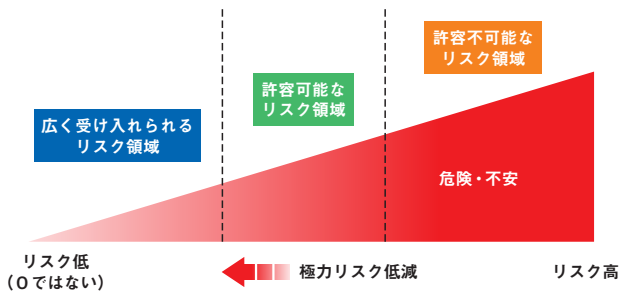 許容不可能な
リスク領域
許容可能な
リスク領域
広く受け入れられる
リスク領域
危険・不安
リスク低
(0ではない)
極力リスク低減
リスク高